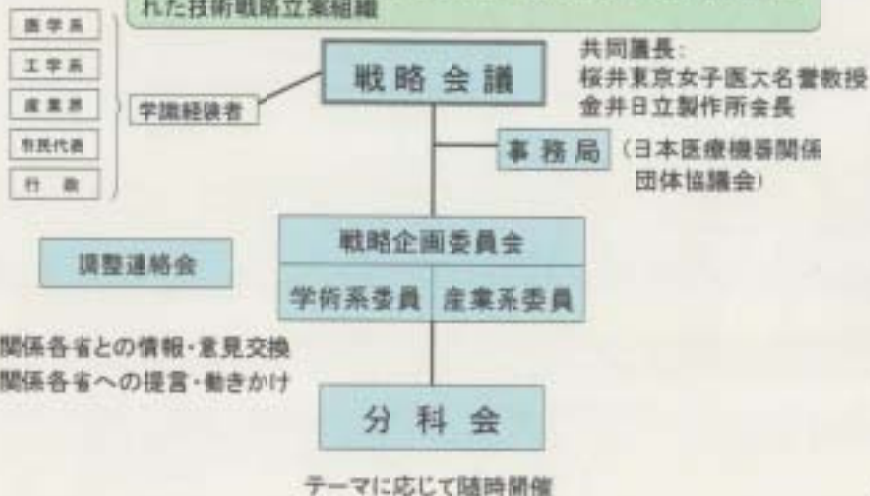 れた技術戦略立案組織
医学系
工学系
産業界
市民代表
行 政
学識経験者
戦略会議
共同議長:
桜井東京女子医大名誉教授
金井日立製作所会長
事務局
(日本医療機器関係
団体協議会)
戦略企画委員会
学術系委員
産業系委員
調整連絡会
関係各省との情報・意見交換
関係各省への提言・働きかけ
分科会
テーマに応じて随時開催